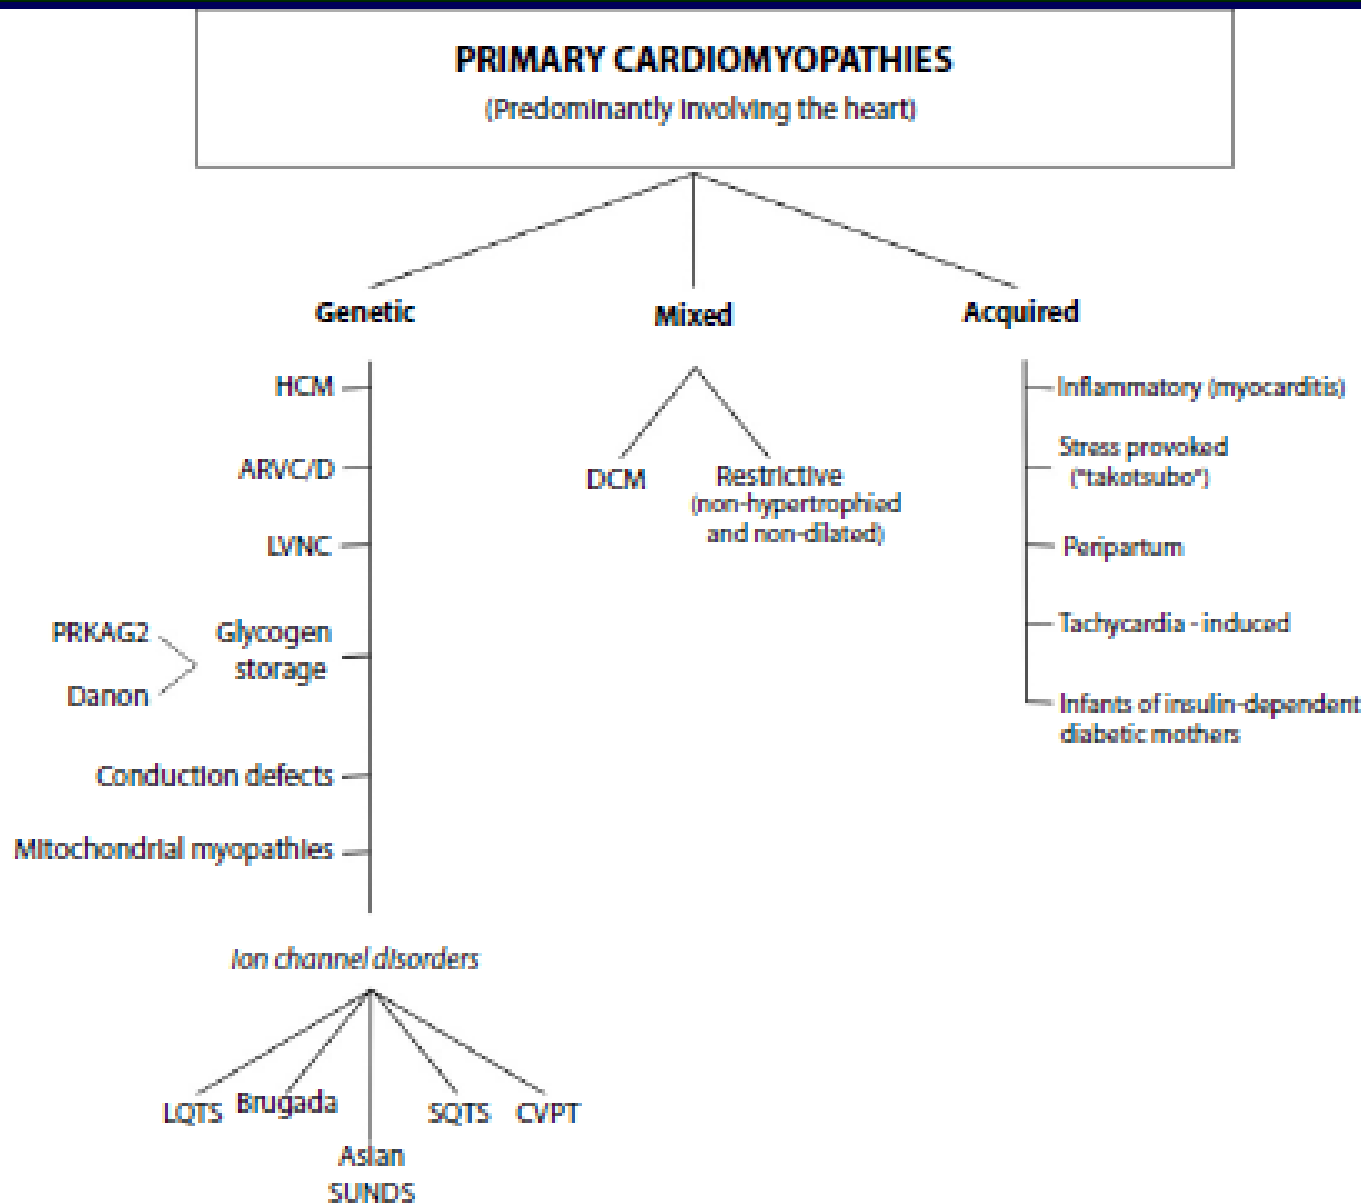 PRIMARY CARDIOMYOPATHIES
(Predominantly involving the heart)
Genetic
Mixed
Acquired
HCM
ARVC/D
LVNC
PRKAG2
Danon
Glycogen
storage
Conduction defects
Mitochondrial myopathies
Ion channel disorders
LQTS
Brugada
Asian
SUNDS
SQTS
CVPT
DCM
Restrictive
(non-hypertrophied
and non-dilated)
Inflammatory (myocarditis)
Stress provoked
("takotsubo")
Peripartum
Tachycardia - induced
Infants of insulin-dependent
diabetic mothers